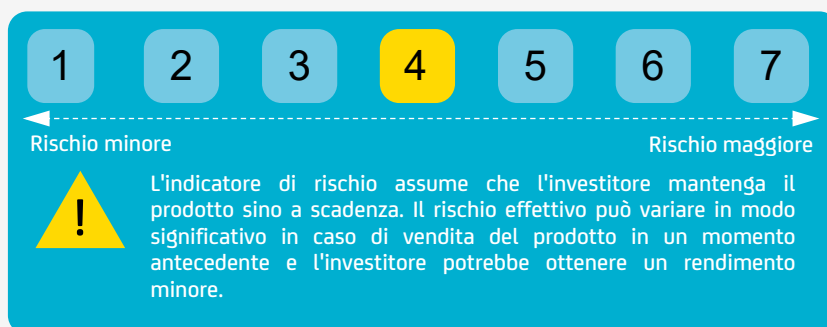 1 2 3 4 5 6 7
Rischio minore Rischio maggiore
! L'indicatore di rischio assume che l'investitore mantenga il
prodotto sino a scadenza. Il rischio effettivo può variare in modo
significativo in caso di vendita del prodotto in un momento
antecedente e l'investitore potrebbe ottenere un rendimento
minore.